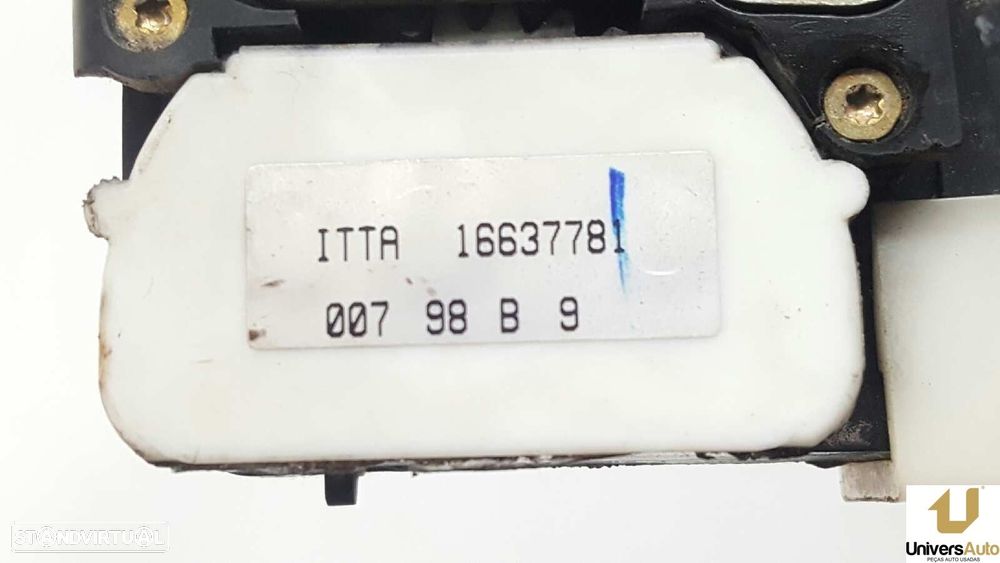 ITTA 16637781
007 98 B 9
STANDVIRTUAL
UniversAuto
PEÇAS AUTO USADAS